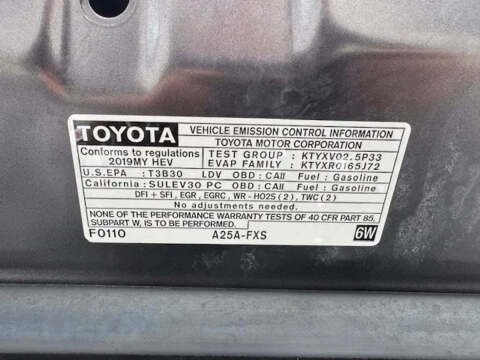 TOYOTA VEHICLE EMISSION CONTROL INFORMATION
TOYOTA MOTOR CORPORATION
Conforms to regulations
2019MY HEV
TEST GROUP : KTYXV02.5P33
EVAP FAMILY : KTYXR0165J72
U.S.EPA : T3B30 LDV OBD : CAll Fuel : Gasoline
California : SULEV30 PC OBD : CAll Fuel : Gasoline
DFI + SFI, EGR, EGRC, WR-HO2S(2), TWC(2)
No adjustments needed.
NONE OF THE PERFORMANCE WARRANTY TESTS OF 40 CFR PART 85,
SUBPART W, IS TO BE PERFORMED.
F0110 A25A-FXS 6W